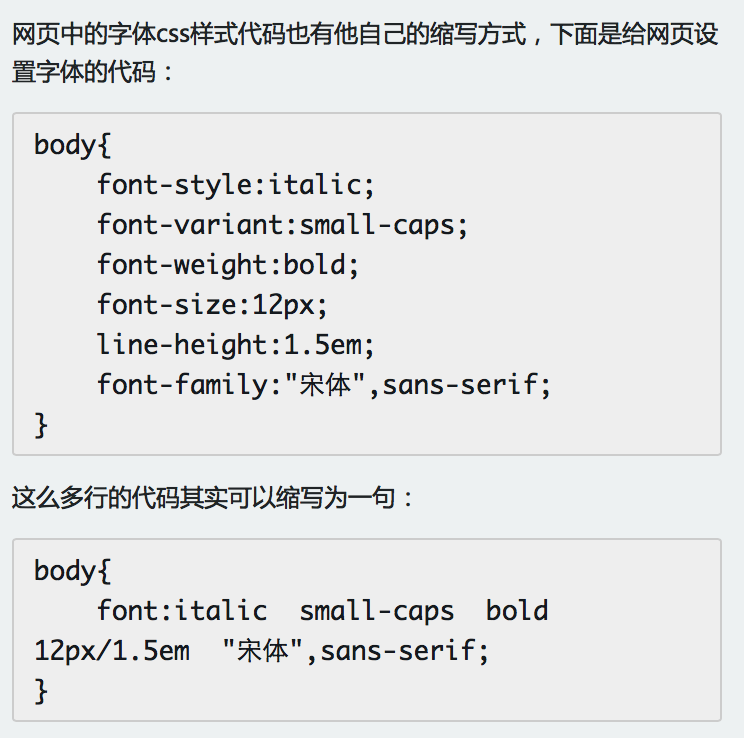 网页中的字体css样式代码也有他自己的缩写方式，下面是给网页设
置字体的代码：
body{
    font-style:italic;
    font-variant:small-caps;
    font-weight:bold;
    font-size:12px;
    line-height:1.5em;
    font-family:"宋体",sans-serif;
}
这么多行的代码其实可以缩写为一句：
body{
    font:italic  small-caps  bold
12px/1.5em  "宋体",sans-serif;
}